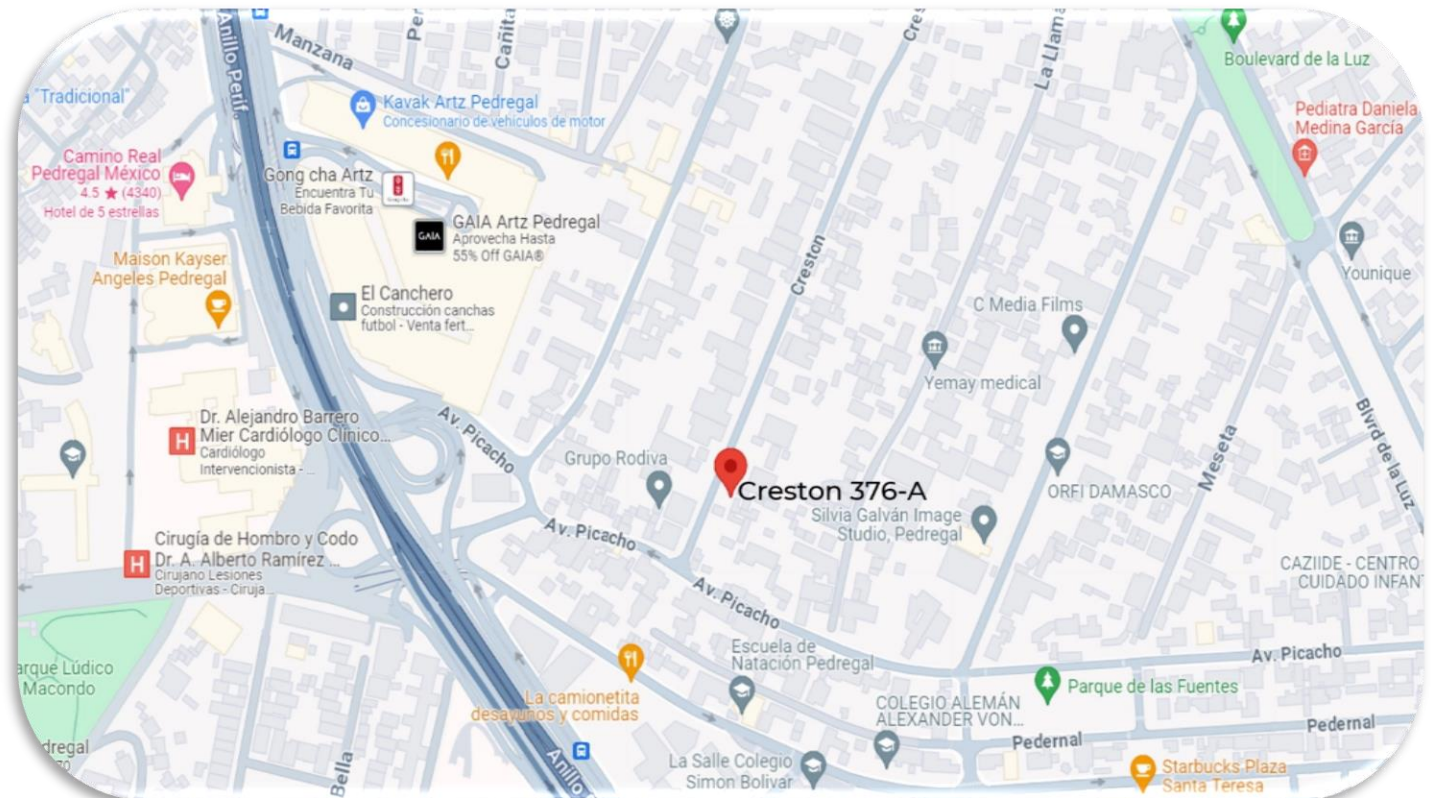 Anillo Perif.
Manzana
Per
Cañita
Cres
La Llama
Boulevard de la Luz
a "Tradicional"
Kavak Artz Pedregal
Concesionario de vehículos de motor
Pediatra Daniela
Medina García
Camino Real
Pedregal México
4.5 ★ (4340)
Hotel de 5 estrellas
Gong cha Artz
Encuentra Tu
Bebida Favorita
GAIA
GAIA Artz Pedregal
Aprovecha Hasta
55% Off GAIA®
Maison Kayser
Angeles Pedregal
Creston
Younique
El Canchero
Construcción canchas
futbol - Venta fert...
C Media Films
Yemay medical
Dr. Alejandro Barrero
Mier Cardiólogo Clínico...
Cardiólogo
Intervencionista - ...
H
Av. Picacho
Blvrd de la Luz
Meseta
Grupo Rodiva
Creston 376-A
ORFI DAMASCO
Silvia Galván Image
Studio, Pedregal
Av. Picacho
Cirugía de Hombro y Codo
Dr. A. Alberto Ramírez ...
Cirujano Lesiones
Deportivas - Ciruja...
H
CAZIIDE - CENTRO
CUIDADO INFAN
Av. Picacho
Escuela de
Natación Pedregal
Av. Picacho
arque Lúdico
Macondo
La camionetita
desayunos y comidas
Parque de las Fuentes
COLEGIO ALEMÁN
ALEXANDER VON...
Pedernal
Pedernal
dregal
Bella
Anillo
La Salle Colegio
Simon Bolivar
Starbucks Plaza
Santa Teresa